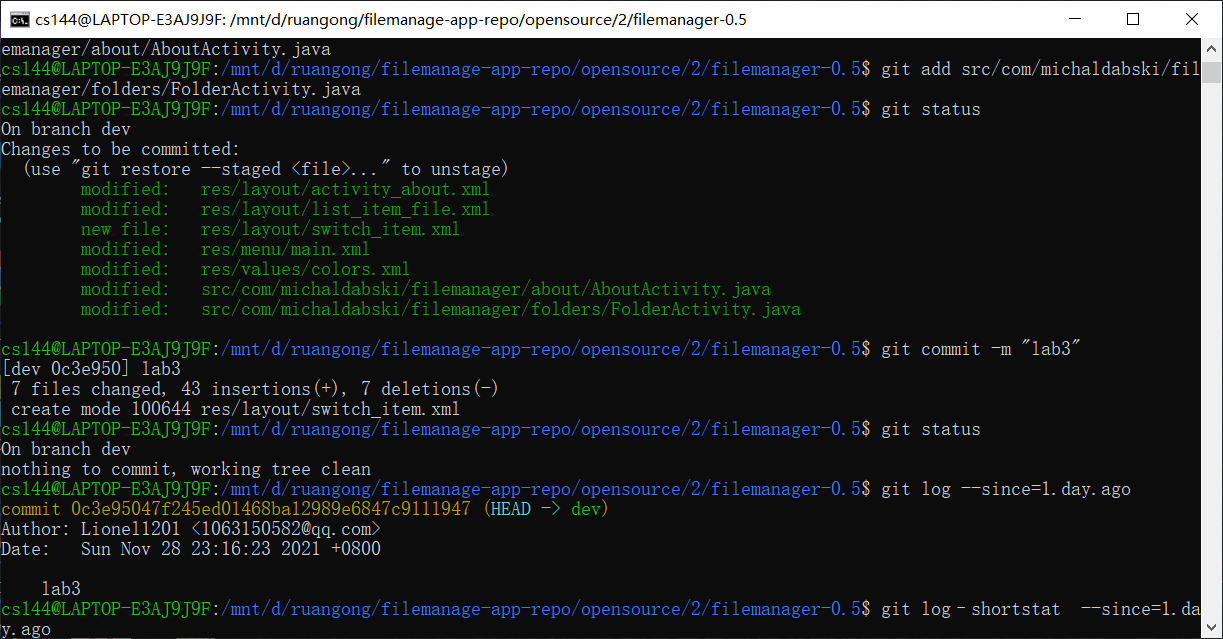 cs144@LAPTOP-E3AJ9J9F: /mnt/d/ruangong/filemanage-app-repo/opensource/2/filemanager-0.5
emanager/about/AboutActivity.java
cs144@LAPTOP-E3AJ9J9F:/mnt/d/ruangong/filemanage-app-repo/opensource/2/filemanager-0.5$ git add src/com/michaldabski/fil
emanager/folders/FolderActivity.java
cs144@LAPTOP-E3AJ9J9F:/mnt/d/ruangong/filemanage-app-repo/opensource/2/filemanager-0.5$ git status
On branch dev
Changes to be committed:
  (use "git restore --staged <file>..." to unstage)
        modified:   res/layout/activity_about.xml
        modified:   res/layout/list_item_file.xml
        new file:   res/layout/switch_item.xml
        modified:   res/menu/main.xml
        modified:   res/values/colors.xml
        modified:   src/com/michaldabski/filemanager/about/AboutActivity.java
        modified:   src/com/michaldabski/filemanager/folders/FolderActivity.java
cs144@LAPTOP-E3AJ9J9F:/mnt/d/ruangong/filemanage-app-repo/opensource/2/filemanager-0.5$ git commit -m "lab3"
[dev 0c3e950] lab3
 7 files changed, 43 insertions(+), 7 deletions(-)
 create mode 100644 res/layout/switch_item.xml
cs144@LAPTOP-E3AJ9J9F:/mnt/d/ruangong/filemanage-app-repo/opensource/2/filemanager-0.5$ git status
On branch dev
nothing to commit, working tree clean
cs144@LAPTOP-E3AJ9J9F:/mnt/d/ruangong/filemanage-app-repo/opensource/2/filemanager-0.5$ git log --since=1.day.ago
commit 0c3e95047f245ed01468ba12989e6847c9111947 (HEAD -> dev)
Author: Lionel1201 <1063150582@qq.com>
Date:   Sun Nov 28 23:16:23 2021 +0800
    lab3
cs144@LAPTOP-E3AJ9J9F:/mnt/d/ruangong/filemanage-app-repo/opensource/2/filemanager-0.5$ git log–shortstat  --since=1.da
y.ago